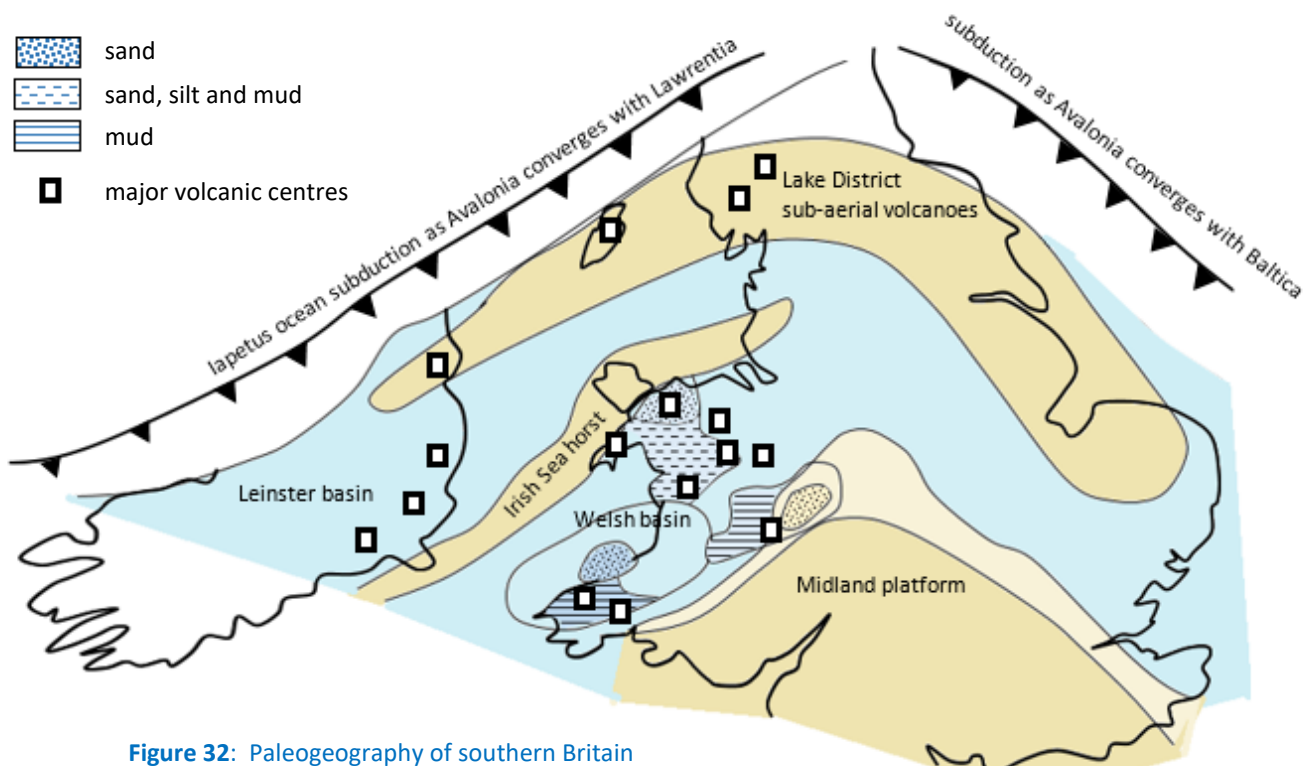 sand
sand, silt and mud
mud
major volcanic centres
Iapetus ocean subduction as Avalonia converges with Lawrentia
subduction as Avalonia converges with Baltica
Lake District
sub-aerial volcanoes
Irish Sea horst
Leinster basin
Welsh basin
Midland platform
Figure 32: Paleogeography of southern Britain